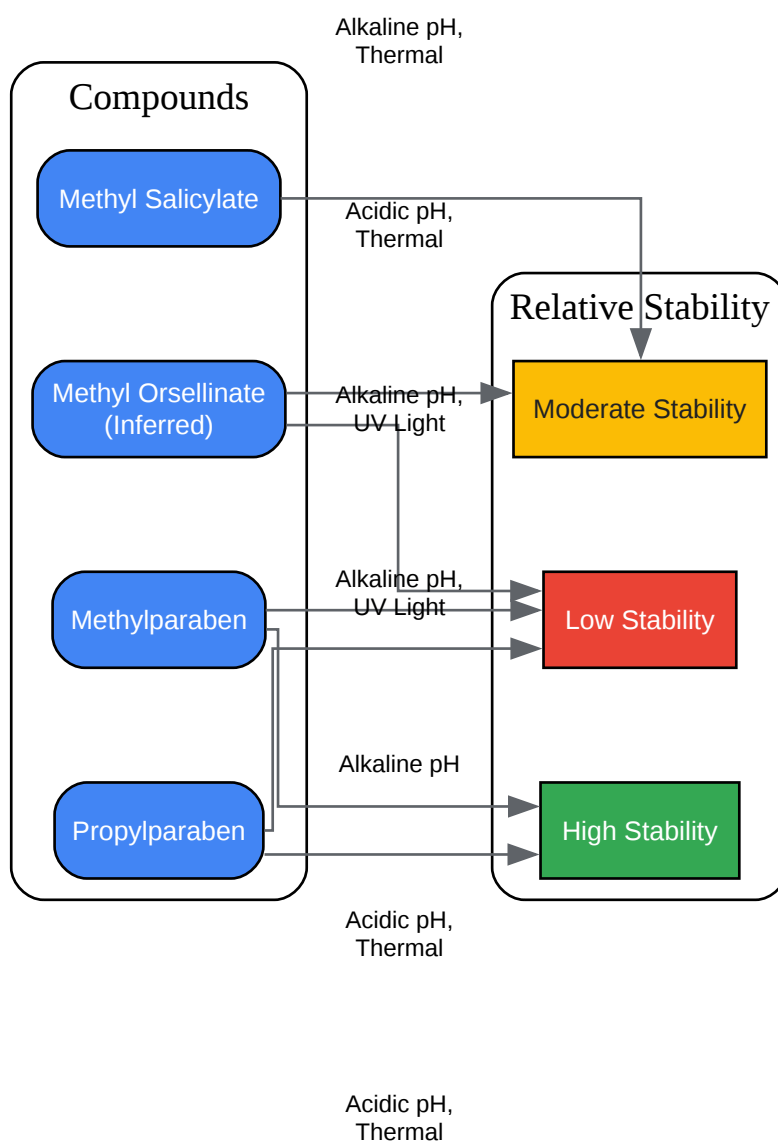 Alkaline pH,
Thermal
Compounds
Methyl Salicylate
Acidic pH,
Thermal
Relative Stability
Methyl Orsellinate
(Inferred)
Alkaline pH,
UV Light
Moderate Stability
Methylparaben
Alkaline pH,
UV Light
Low Stability
Alkaline pH
Propylparaben
High Stability
Acidic pH,
Thermal
Acidic pH,
Thermal